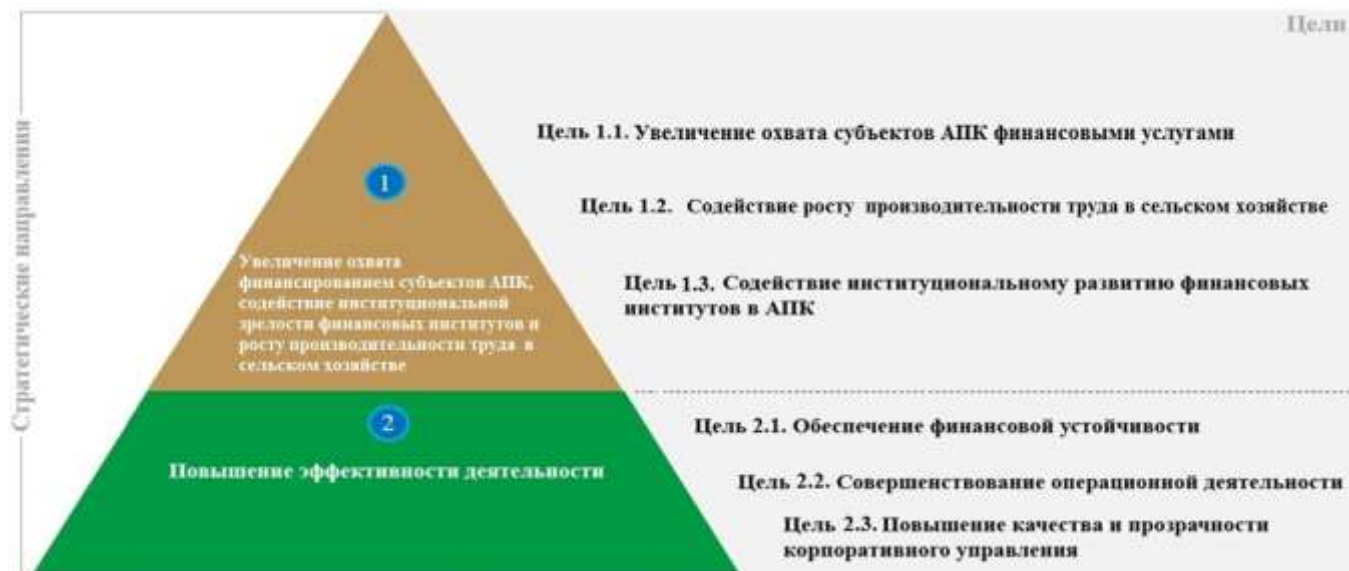 Цели
Стратегические направления
1
Увеличение охвата
финансированием субъектов АПК,
содействие институциональной
зрелости финансовых институтов и
росту производительности труда в
сельском хозяйстве
Цель 1.1. Увеличение охвата субъектов АПК финансовыми услугами
Цель 1.2. Содействие росту производительности труда в сельском хозяйстве
Цель 1.3. Содействие институциональному развитию финансовых
институтов в АПК
2
Повышение эффективности деятельности
Цель 2.1. Обеспечение финансовой устойчивости
Цель 2.2. Совершенствование операционной деятельности
Цель 2.3. Повышение качества и прозрачности
корпоративного управления